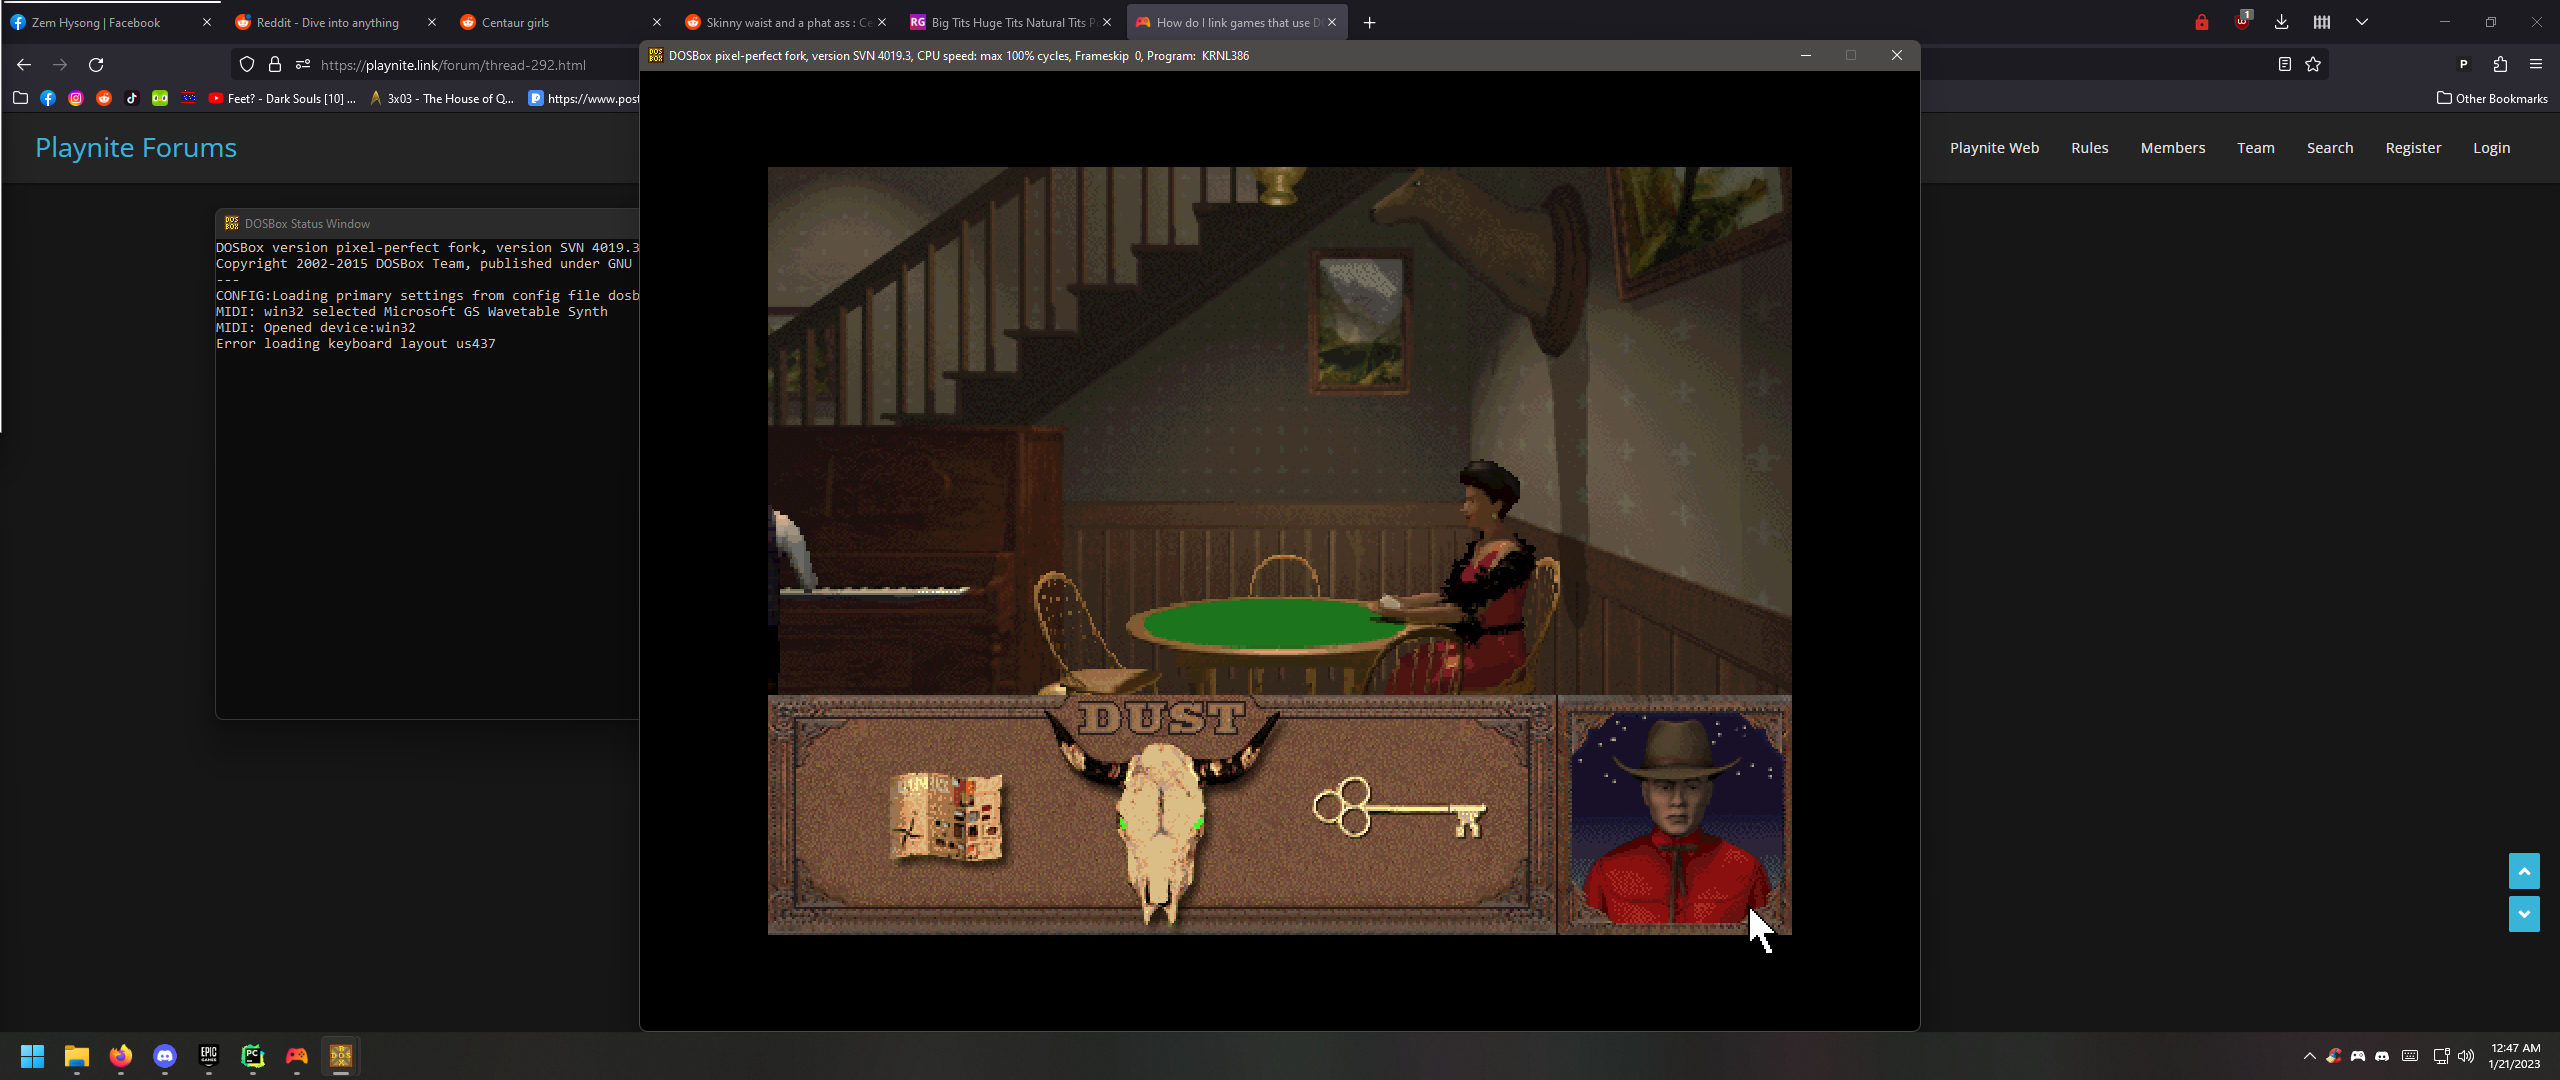 Zem Hysong | Facebook
Reddit - Dive into anything
Centaur girls
Skinny waist and a phat ass : Ce
Big Tits Huge Tits Natural Tits Po
How do I link games that use DO
https://playnite.link/forum/thread-292.html
Feet? - Dark Souls [10] ...
3x03 - The House of Q...
https://www.post
Other Bookmarks
DOSBox pixel-perfect fork, version SVN 4019.3, CPU speed: max 100% cycles, Frameskip 0, Program: KRNL386
Playnite Forums
Playnite Web
Rules
Members
Team
Search
Register
Login
DOSBox Status Window
DOSBox version pixel-perfect fork, version SVN 4019.3
Copyright 2002-2015 DOSBox Team, published under GNU
---
CONFIG:Loading primary settings from config file dosb
MIDI: win32 selected Microsoft GS Wavetable Synth
MIDI: Opened device:win32
Error loading keyboard layout us437
DUST
12:47 AM
1/21/2023